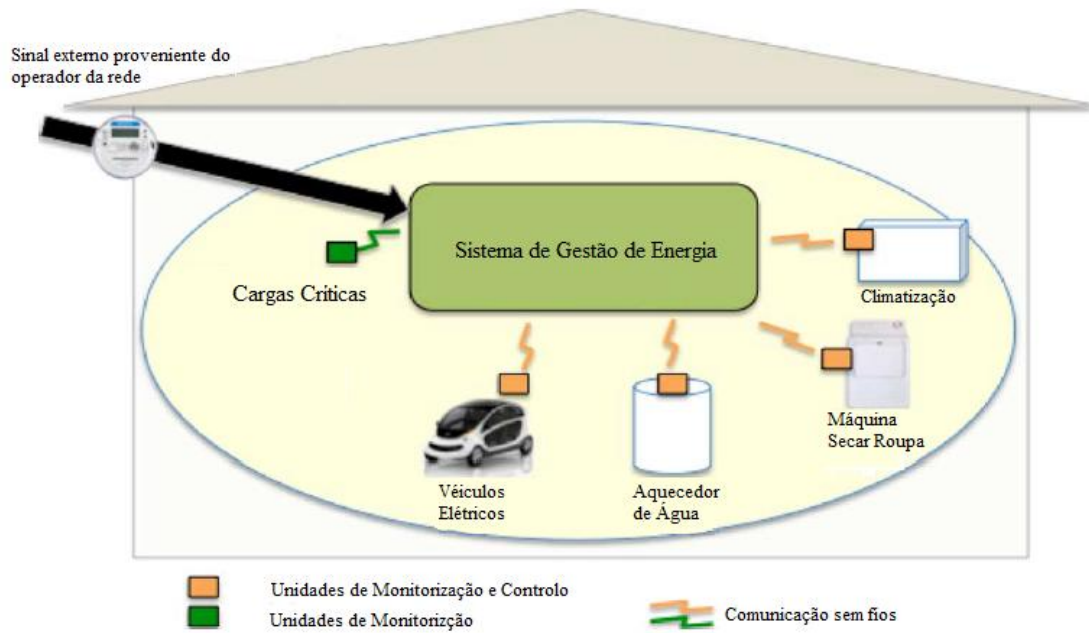 Sinal externo proveniente do
operador da rede
Sistema de Gestão de Energia
Cargas Criticas
Climatização
Máquina
Secar Roupa
Véiculos
Elétricos
Aquecedor
de Água
Unidades de Monitorização e Controlo
Unidades de Monitorizção
Comunicação sem fios